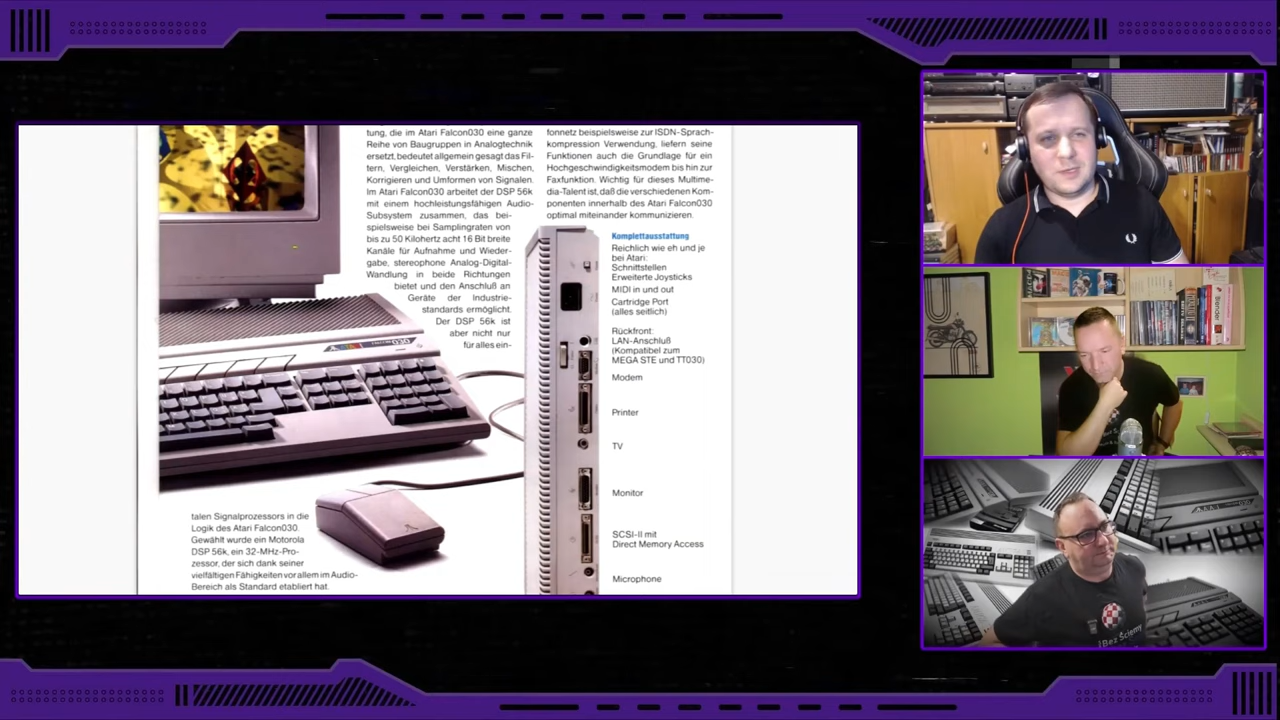 tung, die im Atari Falcon030 eine ganze
Reihe von Baugruppen in Analogtechnik
ersetzt, bedeutet allgemein gesagt das Fil-
tern, Vergleichen, Verstärken, Mischen,
Korrigieren und Umformen von Signalen.
Im Atari Falcon030 arbeitet der DSP 56k
mit einem hochleistungsfähigen Audio-
Subsystem zusammen, das bei-
spielsweise bei Samplingraten von
bis zu 50 Kilohertz acht 16 Bit breite
Kanäle für Aufnahme und Wieder-
gabe, stereophone Analog-Digital-
Wandlung in beide Richtungen
bietet und den Anschluß an
Geräte der Industrie-
standards ermöglicht.
Der DSP 56k ist
aber nicht nur
für alles ein-
fonnetz beispielsweise zur ISDN-Sprach-
kompression Verwendung, liefern seine
Funktionen auch die Grundlage für ein
Hochgeschwindigkeitsmodem bis hin zur
Faxfunktion. Wichtig für dieses Multime-
dia-Talent ist, daß die verschiedenen Kom-
ponenten innerhalb des Atari Falcon030
optimal miteinander kommunizieren.
Komplettausstattung
Reichlich wie eh und je
bei Atari:
Schnittstellen
Erweiterte Joysticks
MIDI in und out
Cartridge Port
(alles seitlich)
Rückfront:
LAN-Anschluß
(Kompatibel zum
MEGA STE und TT030)
Modem
Printer
TV
Monitor
SCSI-II mit
Direct Memory Access
Microphone
talen Signalprozessors in die
Logik des Atari Falcon030.
Gewählt wurde ein Motorola
DSP 56k, ein 32-MHz-Pro-
zessor, der sich dank seiner
vielfältigen Fähigkeiten vor allem im Audio-
Bereich als Standard etabliert hat.
Blender
Bez Ściemy